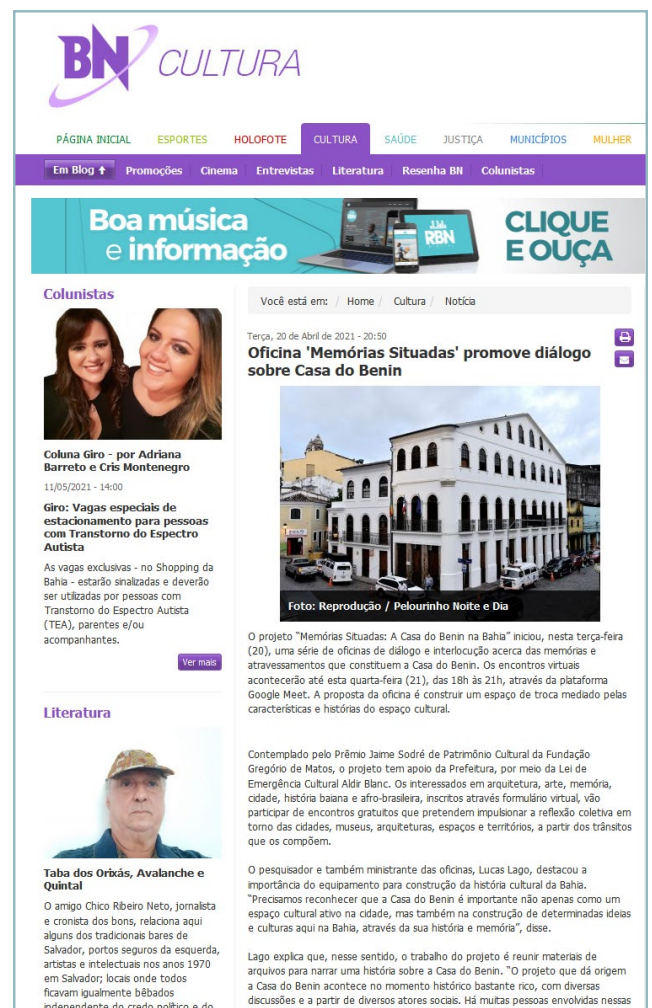 BN CULTURA
PÁGINA INICIAL ESPORTES HOLOFOTE CULTURA SAÚDE JUSTIÇA MUNICÍPIOS MULHER
Em Blog Promoções Cinema Entrevistas Literatura Resenha BN Colunistas
Boa música
e informação
RBN
CLIQUE
E OUÇA
Colunistas
Coluna Giro - por Adriana
Barreto e Cris Montenegro
11/05/2021 - 14:00
Giro: Vagas especiais de
estacionamento para pessoas
com Transtorno do Espectro
Autista
As vagas exclusivas - no Shopping da
Bahia - estarão sinalizadas e deverão
ser utilizadas por pessoas com
Transtorno do Espectro Autista
(TEA), parentes e/ou
acompanhantes.
Ver mais
Literatura
Taba dos Orixás, Avalanche e
Quintal
O amigo Chico Ribeiro Neto, jornalista
e cronista dos bons, relaciona aqui
alguns dos tradicionais bares de
Salvador, portos seguros da esquerda,
artistas e intelectuais nos anos 1970
em Salvador; locais onde todos
ficavam igualmente bêbados
independente do credo político e do
Você está em: / Home / Cultura / Notícia
Terça, 20 de Abril de 2021 - 20:50
Oficina 'Memórias Situadas' promove diálogo
sobre Casa do Benin
Foto: Reprodução / Pelourinho Noite e Dia
O projeto “Memórias Situadas: A Casa do Benin na Bahia” iniciou, nesta terça-feira
(20), uma série de oficinas de diálogo e interlocução acerca das memórias e
atravessamentos que constituem a Casa do Benin. Os encontros virtuais
acontecerão até esta quarta-feira (21), das 18h às 21h, através da plataforma
Google Meet. A proposta da oficina é construir um espaço de troca mediado pelas
características e histórias do espaço cultural.
Contemplado pelo Prêmio Jaime Sodré de Patrimônio Cultural da Fundação
Gregório de Matos, o projeto tem apoio da Prefeitura, por meio da Lei de
Emergência Cultural Aldir Blanc. Os interessados em arquitetura, arte, memória,
cidade, história baiana e afro-brasileira, inscritos através formulário virtual, vão
participar de encontros gratuitos que pretendem impulsionar a reflexão coletiva em
torno das cidades, museus, arquiteturas, espaços e territórios, a partir dos trânsitos
que os compõem.
O pesquisador e também ministrante das oficinas, Lucas Lago, destacou a
importância do equipamento para construção da história cultural da Bahia.
“Precisamos reconhecer que a Casa do Benin é importante não apenas como um
espaço cultural ativo na cidade, mas também na construção de determinadas ideias
e culturas aqui na Bahia, através da sua história e memória”, disse.
Lago explica que, nesse sentido, o trabalho do projeto é reunir materiais de
arquivos para narrar uma história sobre a Casa do Benin. “O projeto que dá origem
a Casa do Benin acontece no momento histórico bastante rico, com diversas
discussões e a partir de diversos atores sociais. Há muitas pessoas envolvidas nessas